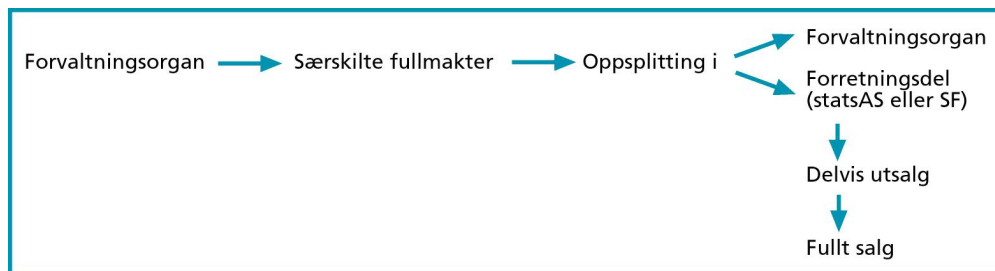 Forvaltningsorgan
Særskilte fullmakter
Oppsplitting i
Forvaltningsorgan
Forretningsdel
(statsAS eller SF)
Delvis utsalg
Fullt salg